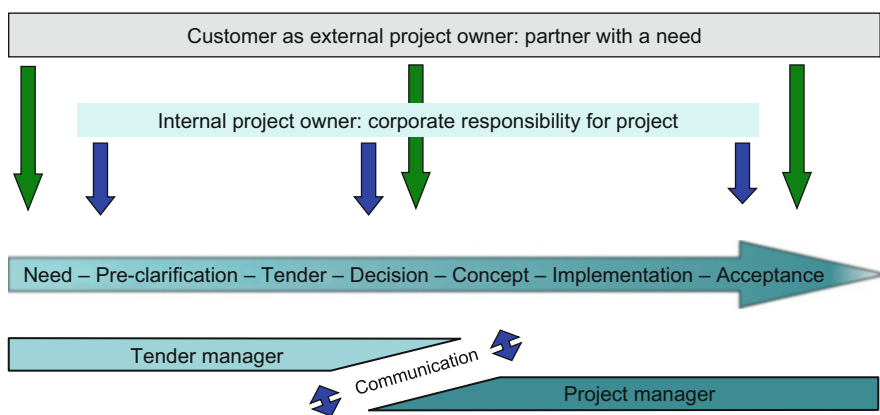 Customer as external project owner: partner with a need
Internal project owner: corporate responsibility for project
Need – Pre-clarification – Tender – Decision – Concept – Implementation – Acceptance
Tender manager
Communication
Project manager